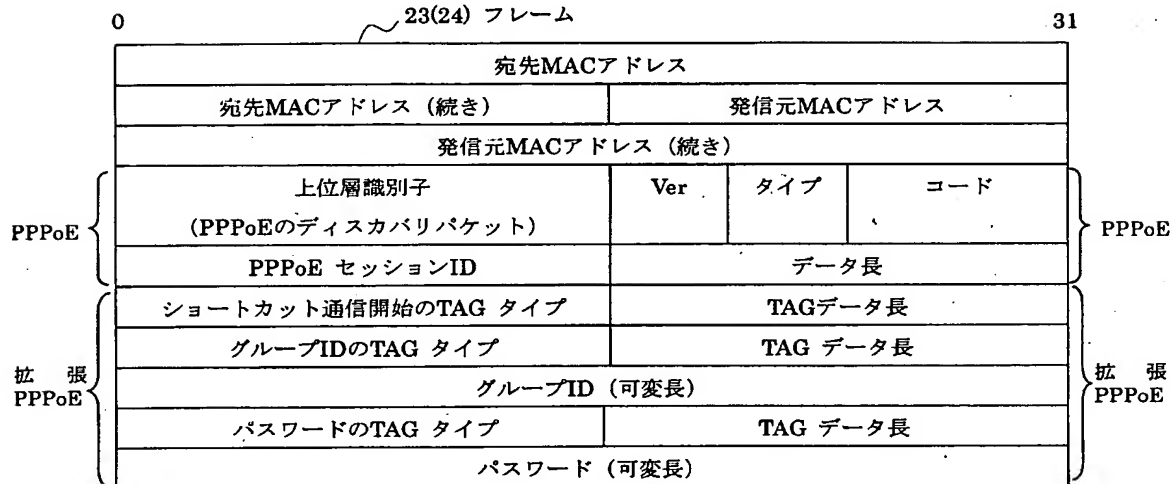 0 23(24) フレーム 31
宛先MACアドレス
宛先MACアドレス (続き) 発信元MACアドレス
発信元MACアドレス (続き)
上位層識別子 Ver タイプ コード
(PPPoEのディスカバリパケット)
PPPoE PPPoE
PPPoE セッションID データ長
ショートカット通信開始のTAG タイプ TAGデータ長
グループIDのTAG タイプ TAG データ長
拡 張 拡 張
PPPoE グループID (可変長) PPPoE
パスワードのTAG タイプ TAG データ長
パスワード (可変長)